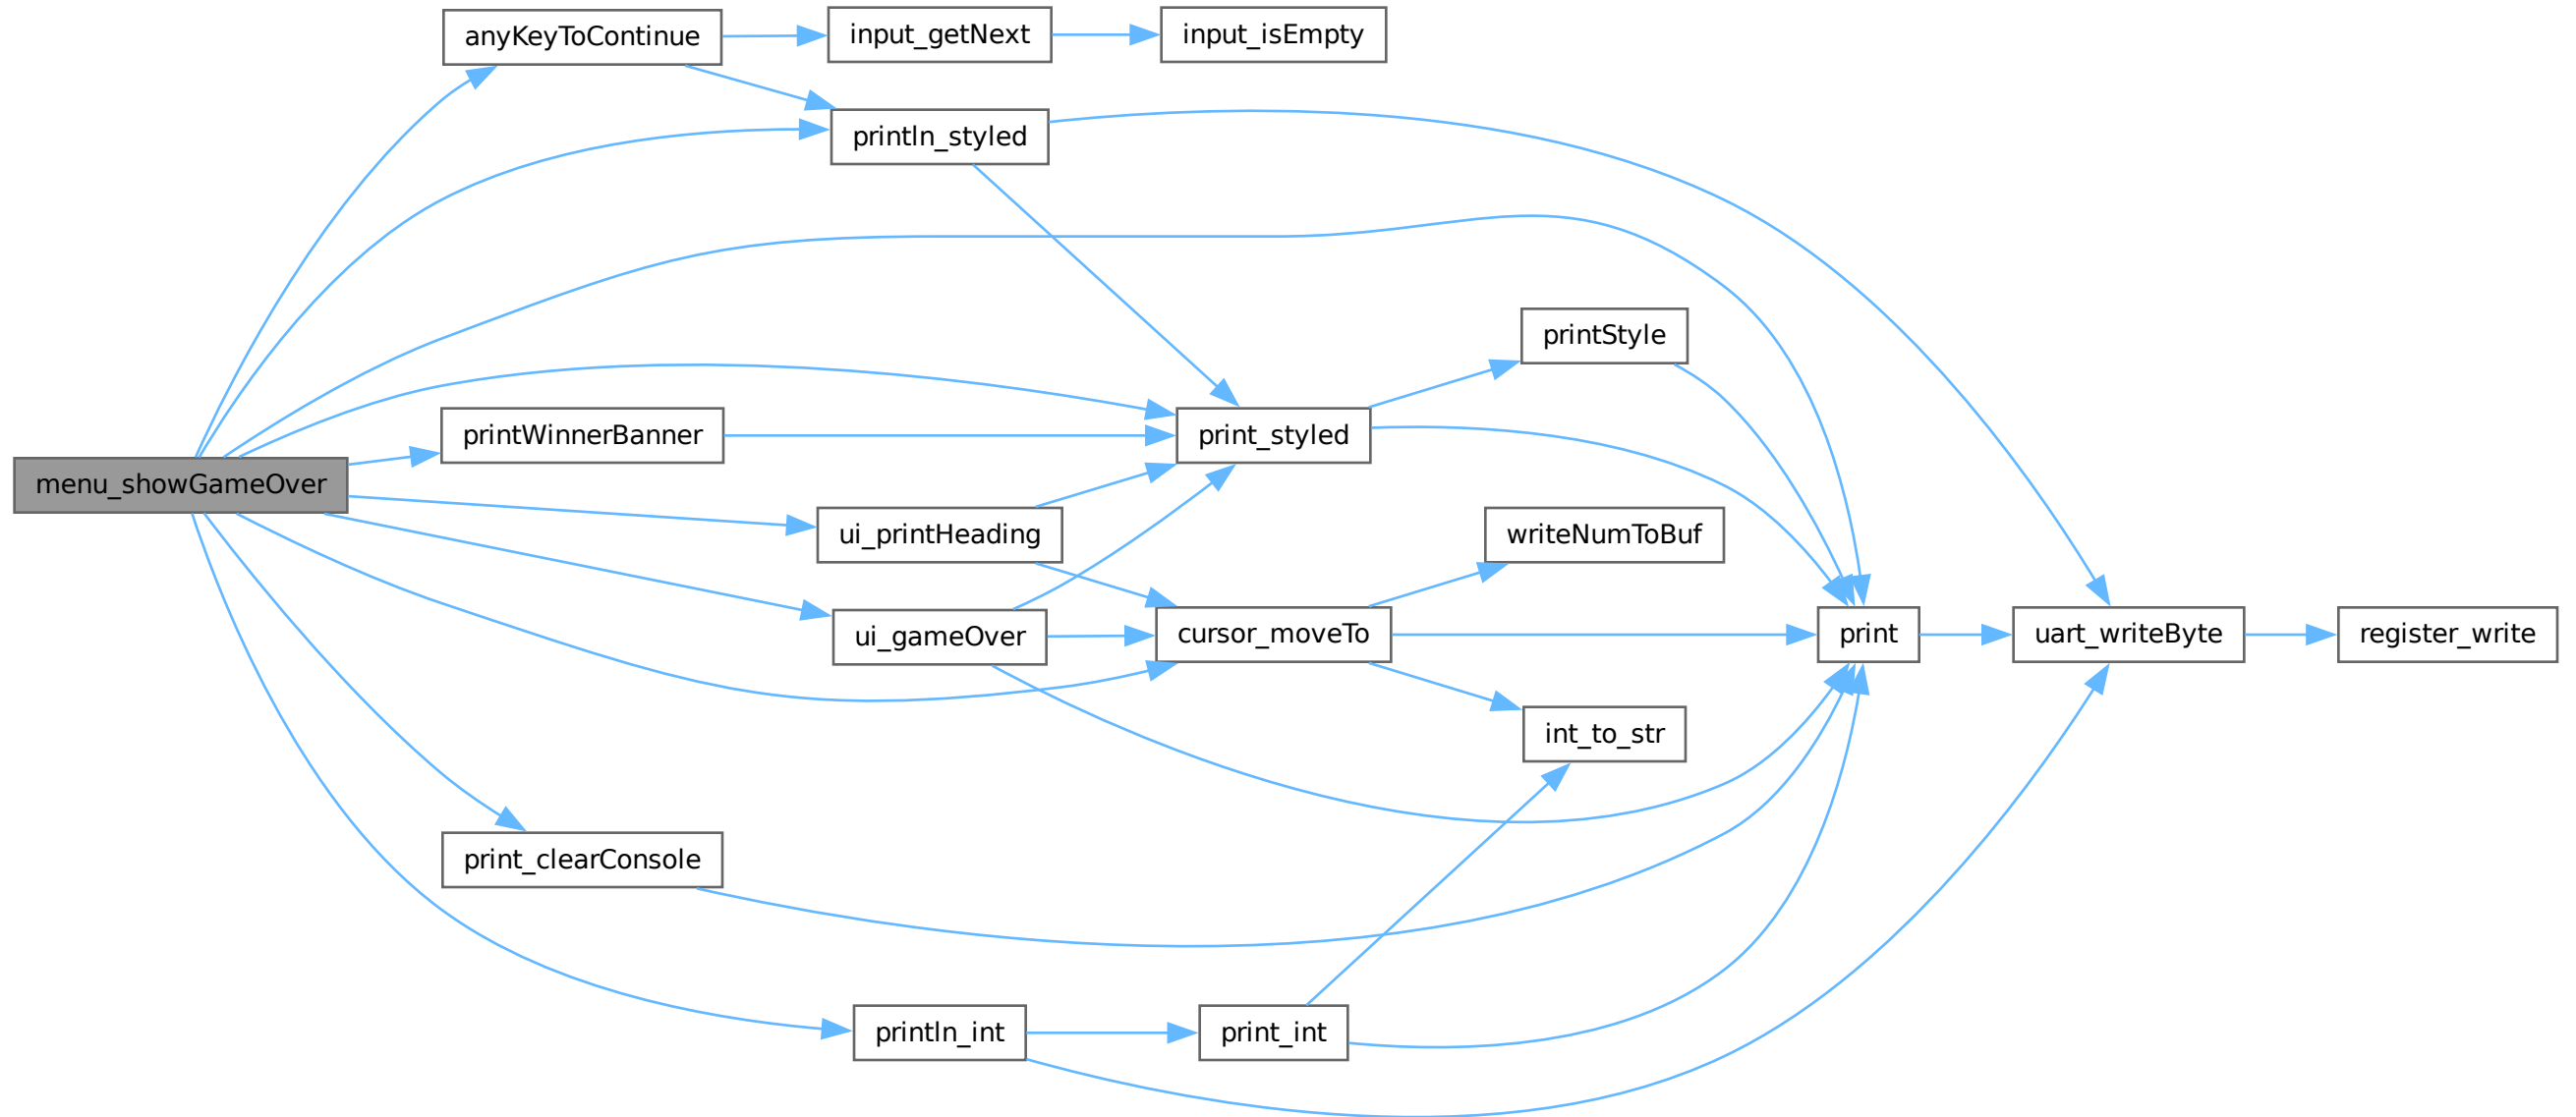 menu_showGameOver
anyKeyToContinue
input_getNext
input_isEmpty
println_styled
printStyle
printWinnerBanner
print_styled
ui_printHeading
writeNumToBuf
ui_gameOver
cursor_moveTo
print
uart_writeByte
register_write
int_to_str
print_clearConsole
println_int
print_int